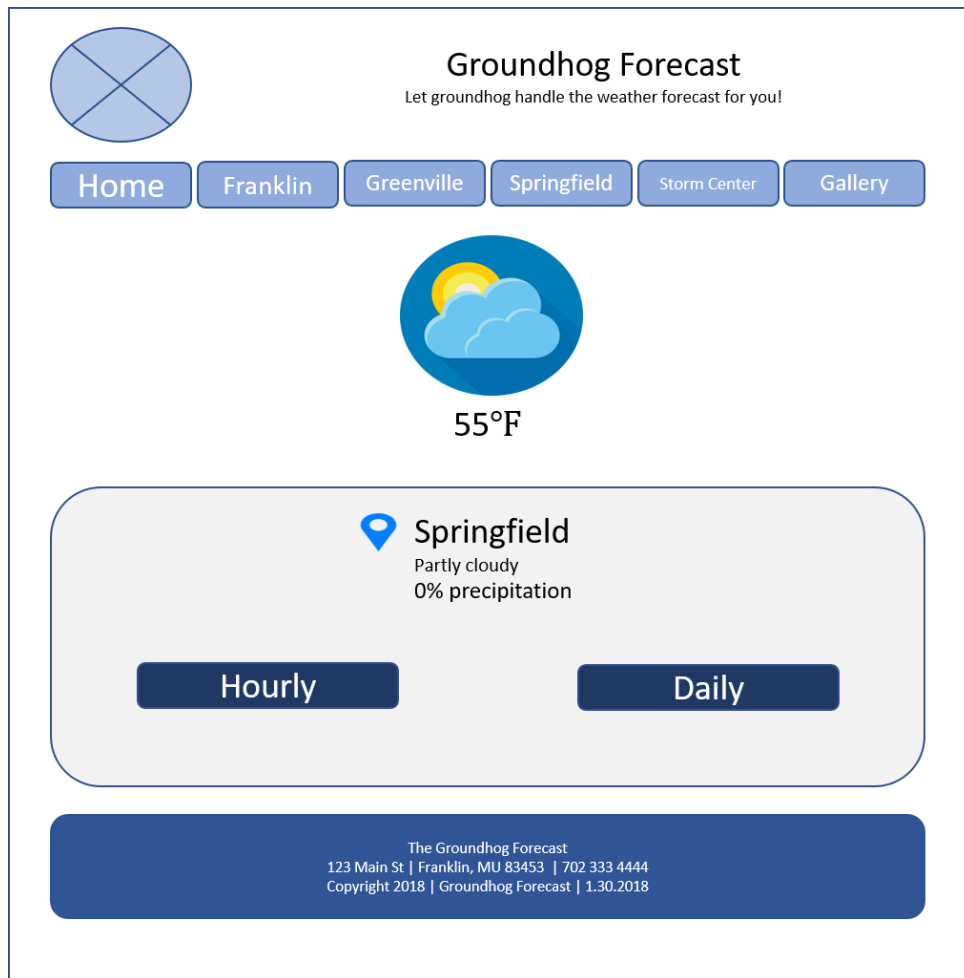 Groundhog Forecast
Let groundhog handle the weather forecast for you!
Home Franklin Greenville Springfield Storm Center Gallery
55°F
Springfield
Partly cloudy
0% precipitation
Hourly Daily
The Groundhog Forecast
123 Main St | Franklin, MU 83453 | 702 333 4444
Copyright 2018 | Groundhog Forecast | 1.30.2018